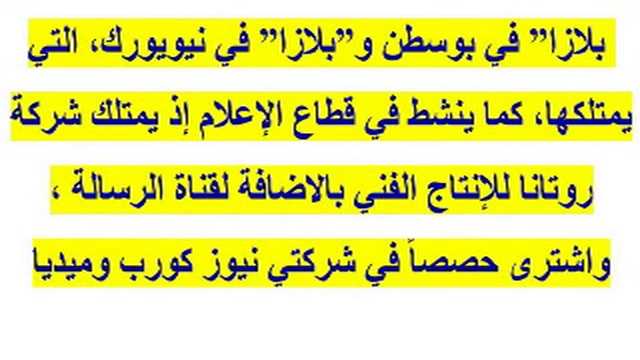 بلازا” في بوسطن و”بلازا” في نيويورك، التي
يمتلكها، كما ينشط في قطاع الإعلام إذ يمتلك شركة
روتانا للإنتاج الفني بالاضافة لقناة الرسالة ،
واشترى حصصاً في شركتي نيوز كورب وميديا